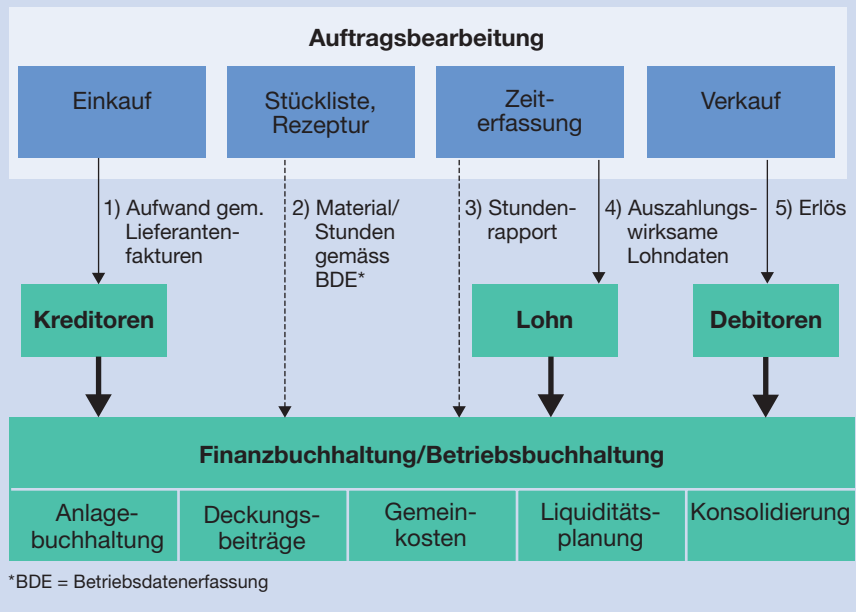 Auftragsbearbeitung
Einkauf
Stückliste,
Rezeptur
Zeit-
erfassung
Verkauf
1) Aufwand gem.
Lieferanten-
fakturen
2) Material/
Stunden
gemäss
BDE*
3) Stunden-
rapport
4) Auszahlungs-
wirksame
Lohndaten
5) Erlös
Kreditoren
Lohn
Debitoren
Finanzbuchhaltung/Betriebsbuchhaltung
Anlage-
buchhaltung
Deckungs-
beiträge
Gemein-
kosten
Liquiditäts-
planung
Konsolidierung
*BDE = Betriebsdatenerfassung